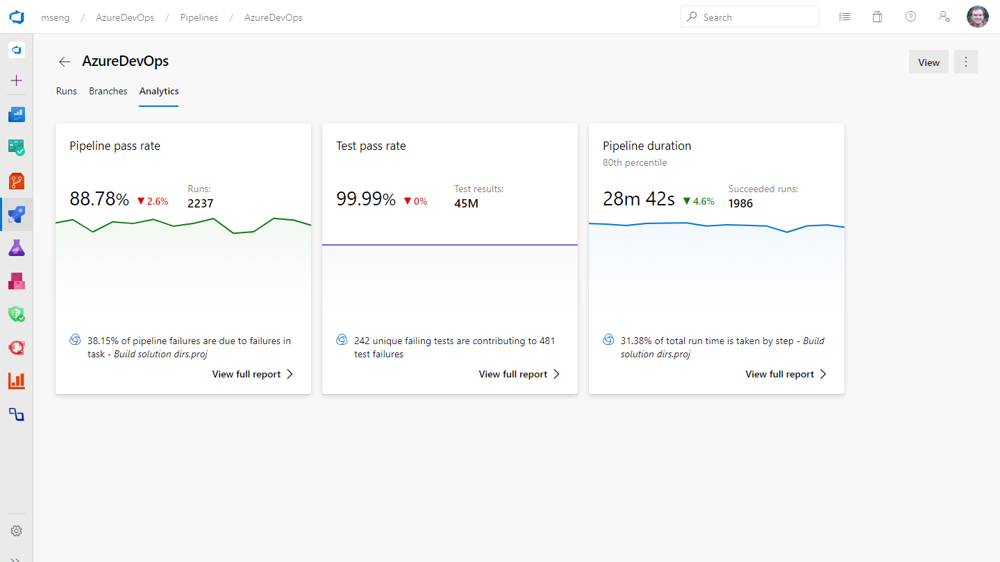 mseng / AzureDevOps / Pipelines / AzureDevOps
Search
AzureDevOps
View
Runs Branches Analytics
Pipeline pass rate
88.78% ▼2.6%
Runs:
2237
38.15% of pipeline failures are due to failures in
task - Build solution dirs.proj
View full report
Test pass rate
99.99% ▼0%
Test results:
45M
242 unique failing tests are contributing to 481
test failures
View full report
Pipeline duration
80th percentile
28m 42s ▼4.6%
Succeeded runs:
1986
31.38% of total run time is taken by step - Build
solution dirs.proj
View full report